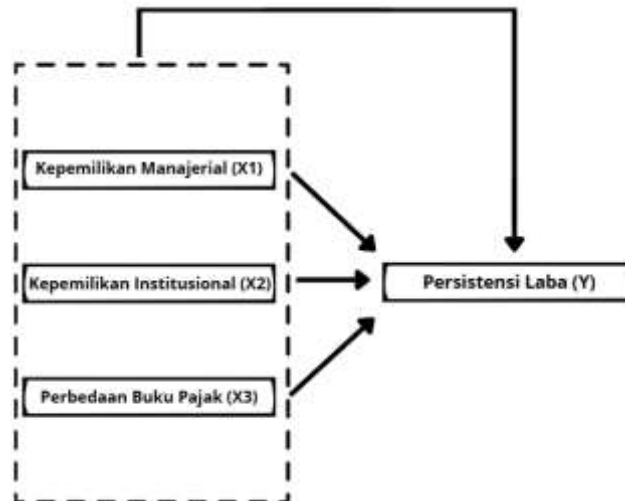 Kepemilikan Manajerial (X1)
Kepemilikan Institusional (X2)
Persistensi Laba (Y)
Perbedaan Buku Pajak (X3)